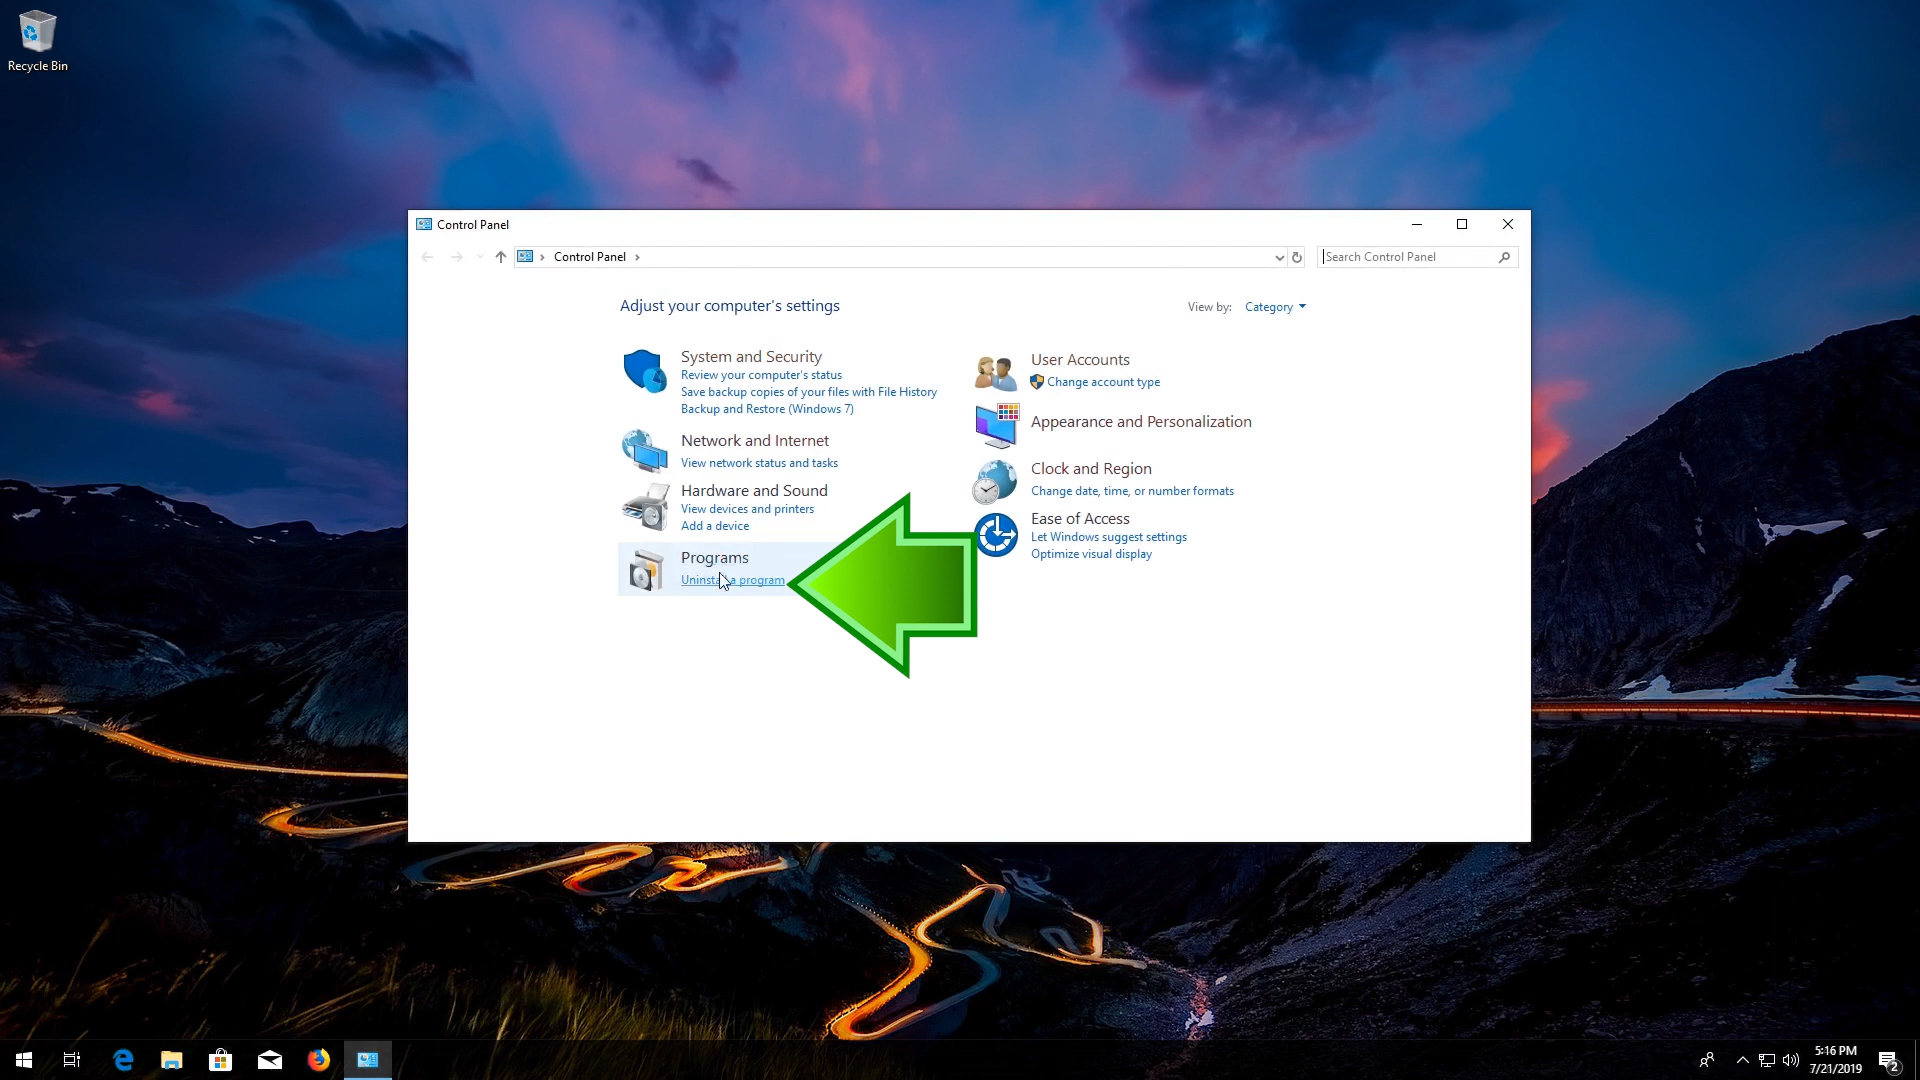 Recycle Bin
Control Panel
Control Panel
Search Control Panel
Adjust your computer's settings
View by: Category
System and Security
Review your computer's status
Save backup copies of your files with File History
Backup and Restore (Windows 7)
Network and Internet
View network status and tasks
Hardware and Sound
View devices and printers
Add a device
Programs
Uninstall a program
User Accounts
Change account type
Appearance and Personalization
Clock and Region
Change date, time, or number formats
Ease of Access
Let Windows suggest settings
Optimize visual display
5:16 PM
7/21/2019
2